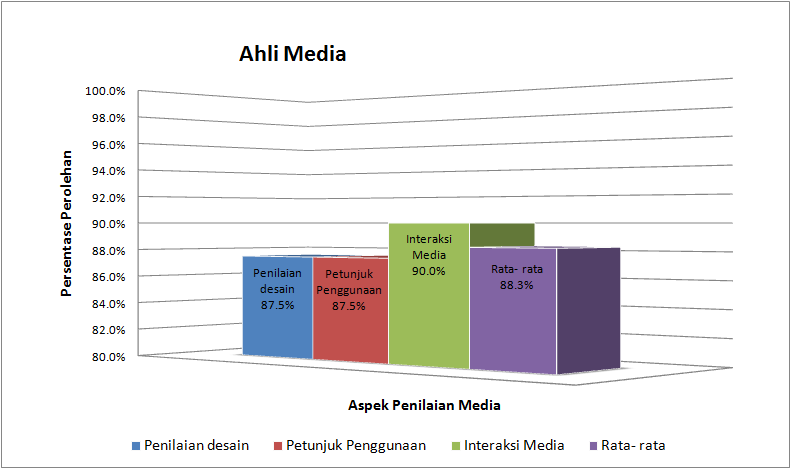 Ahli Media
Persentase Perolehan
100.0%
98.0%
96.0%
94.0%
92.0%
90.0%
88.0%
86.0%
84.0%
82.0%
80.0%
Penilaian
desain
87.5%
Petunjuk
Penggunaan
87.5%
Interaksi
Media
90.0%
Rata- rata
88.3%
Aspek Penilaian Media
Penilaian desain
Petunjuk Penggunaan
Interaksi Media
Rata- rata